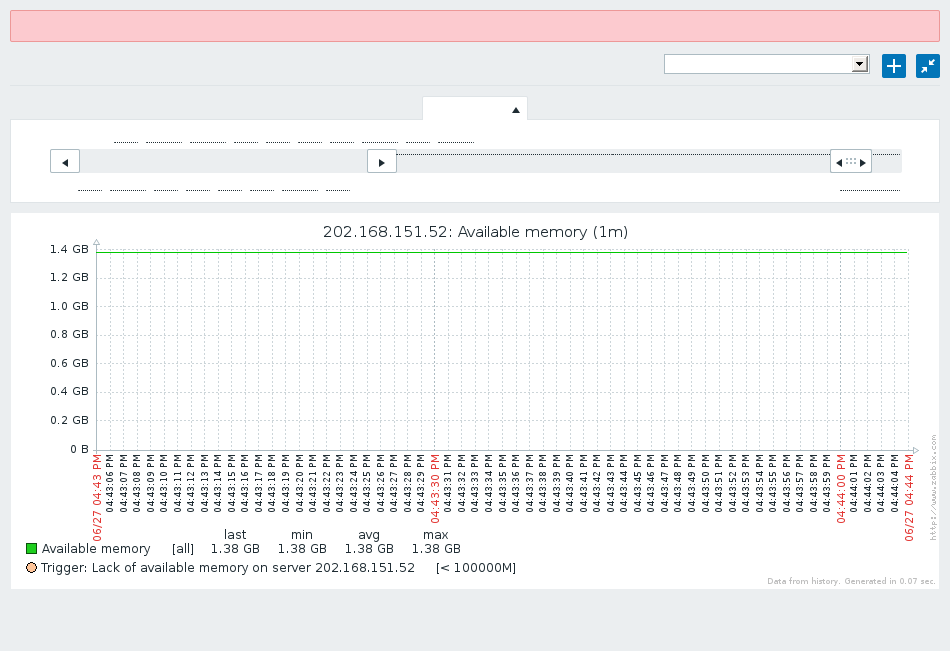 202.168.151.52: Available memory (1m)
1.4 GB
1.2 GB
1.0 GB
0.8 GB
0.6 GB
0.4 GB
0.2 GB
0 B
06/27 04:43 PM
04:43:06 PM
04:43:07 PM
04:43:08 PM
04:43:09 PM
04:43:10 PM
04:43:11 PM
04:43:12 PM
04:43:13 PM
04:43:14 PM
04:43:15 PM
04:43:16 PM
04:43:17 PM
04:43:18 PM
04:43:19 PM
04:43:20 PM
04:43:21 PM
04:43:22 PM
04:43:23 PM
04:43:24 PM
04:43:25 PM
04:43:26 PM
04:43:27 PM
04:43:28 PM
04:43:29 PM
04:43:30 PM
04:43:31 PM
04:43:32 PM
04:43:33 PM
04:43:34 PM
04:43:35 PM
04:43:36 PM
04:43:37 PM
04:43:38 PM
04:43:39 PM
04:43:40 PM
04:43:41 PM
04:43:42 PM
04:43:43 PM
04:43:44 PM
04:43:45 PM
04:43:46 PM
04:43:47 PM
04:43:48 PM
04:43:49 PM
04:43:50 PM
04:43:51 PM
04:43:52 PM
04:43:53 PM
04:43:54 PM
04:43:55 PM
04:43:56 PM
04:43:57 PM
04:43:58 PM
04:43:59 PM
04:44:00 PM
04:44:01 PM
04:44:02 PM
04:44:03 PM
04:44:04 PM
06/27 04:44 PM
http://www.zabbix.com
last min avg max
Available memory [all] 1.38 GB 1.38 GB 1.38 GB 1.38 GB
Trigger: Lack of available memory on server 202.168.151.52 [< 100000M]
Data from history. Generated in 0.07 sec.